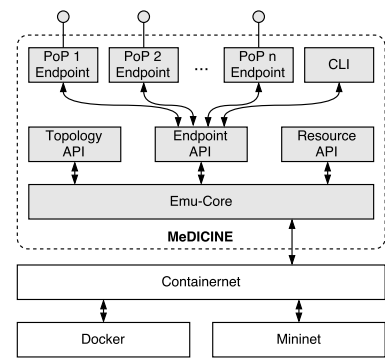 PoP 1
Endpoint
PoP 2
Endpoint
...
PoP n
Endpoint
CLI
Topology
API
Endpoint
API
Resource
API
Emu-Core
MeDICINE
Containernet
Docker
Mininet